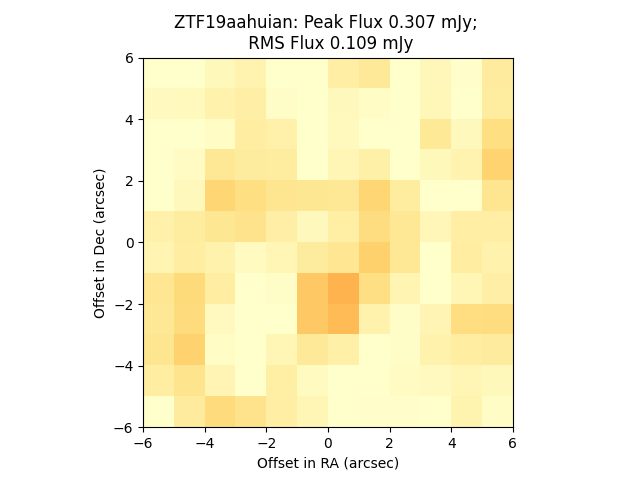 ZTF19aahuian: Peak Flux 0.307 mJy;
RMS Flux 0.109 mJy
6
4
2
0
−2
−4
−6
Offset in Dec (arcsec)
−6 −4 −2 0 2 4 6
Offset in RA (arcsec)